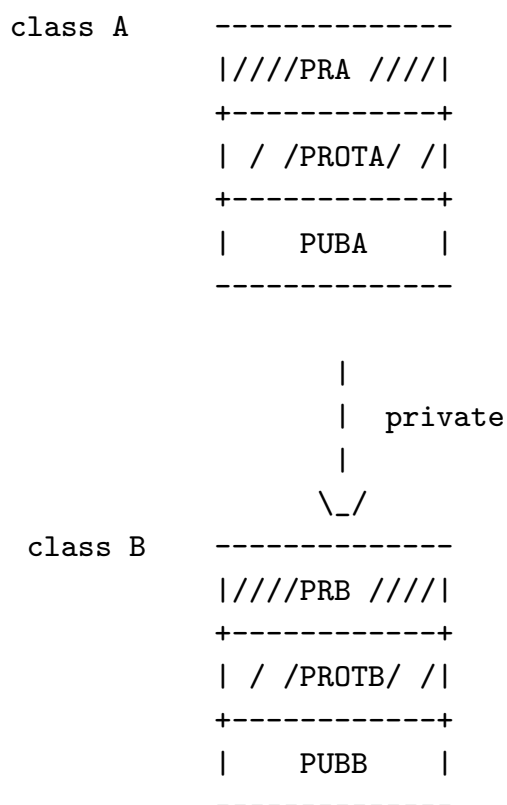 class A     --------------
            |////PRA ////|
            +------------+
            | / /PROTA/ /|
            +------------+
            |    PUBA    |
            --------------
                   |
                   |  private
                   |
                  \_/
 class B    --------------
            |////PRB ////|
            +------------+
            | / /PROTB/ /|
            +------------+
            |    PUBB    |
            --------------